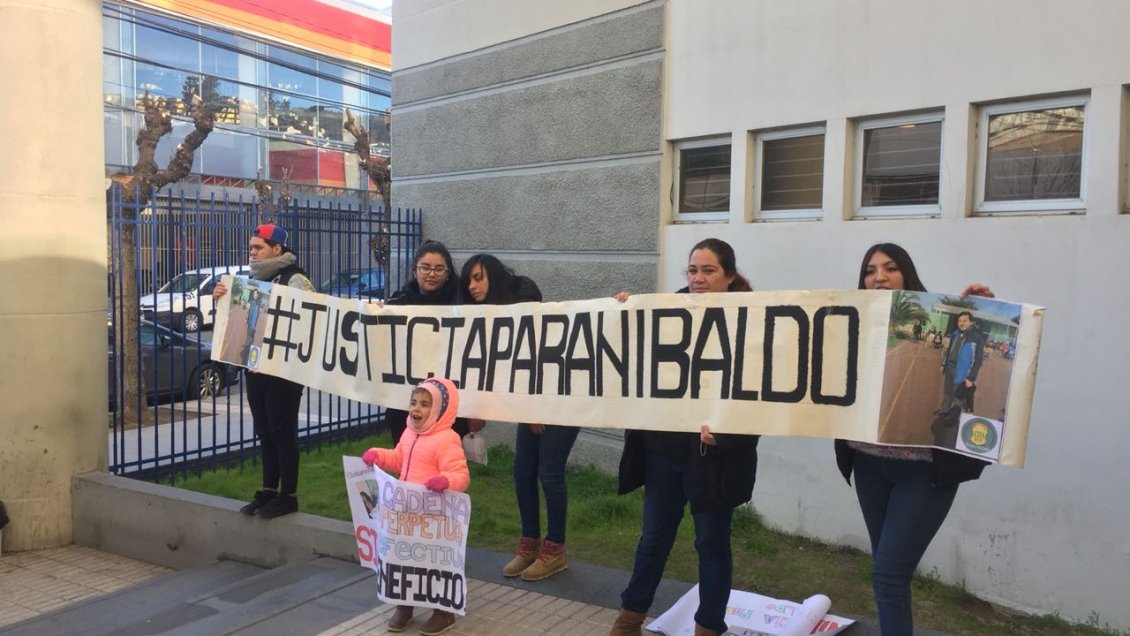 #JUSTICIAPARANIBALDO
CADENA
PERPETUA
EFECTIV
NEFICIO